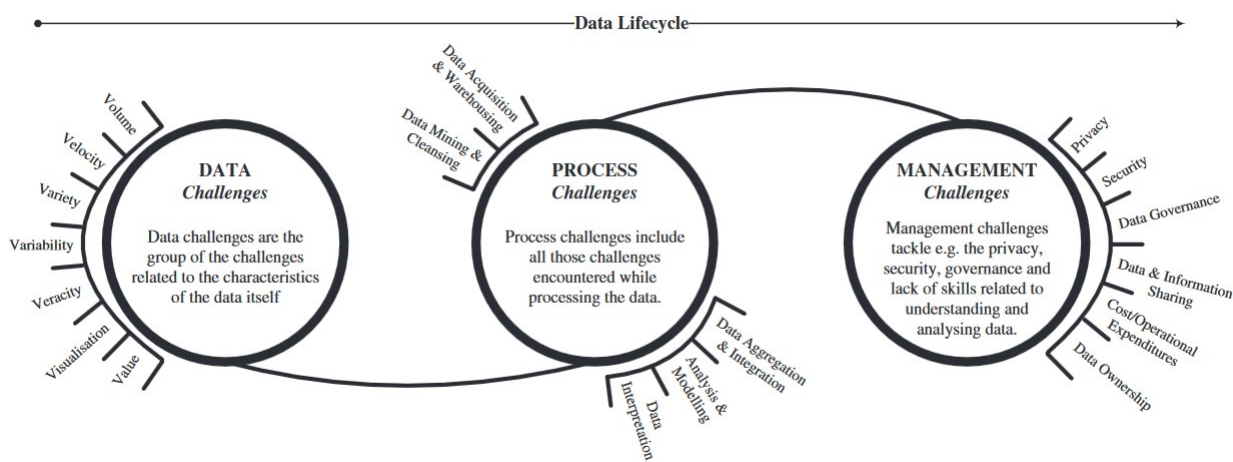 Data Lifecycle
Volume
Velocity
Variety
Variability
Veracity
Visualisation
Value
DATA
Challenges
Data challenges are the
group of the challenges
related to the characteristics
of the data itself
Data Acquisition
& Warehousing
Data Mining &
Cleansing
PROCESS
Challenges
Process challenges include
all those challenges
encountered while
processing the data.
Data Aggregation
& Integration
Analysis &
Modelling
Data
Interpretation
MANAGEMENT
Challenges
Management challenges
tackle e.g. the privacy,
security, governance and
lack of skills related to
understanding and
analysing data.
Privacy
Security
Data Governance
Data & Information
Sharing
Cost/Operational
Expenditures
Data Ownership